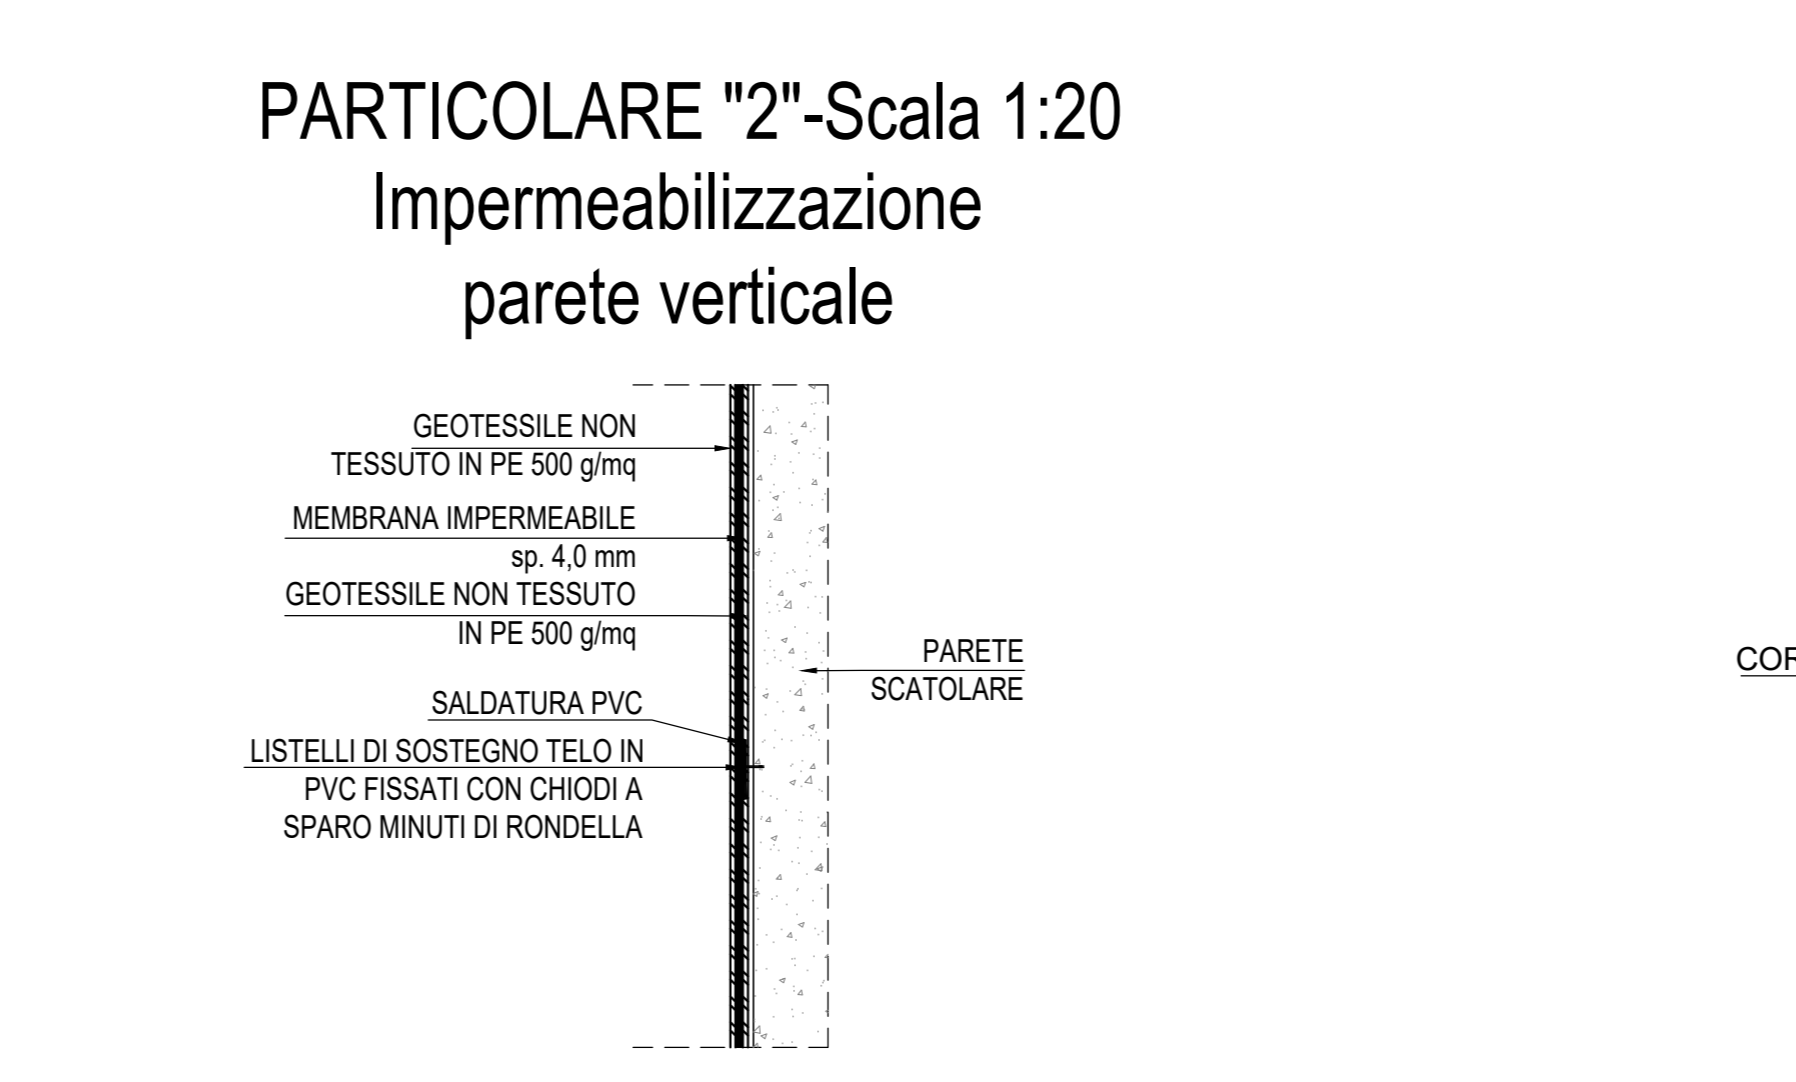 PARTICOLARE "2"-Scala 1:20
Impermeabilizzazione
parete verticale
GEOTESSILE NON
TESSUTO IN PE 500 g/mq
MEMBRANA IMPERMEABILE
sp. 4,0 mm
GEOTESSILE NON TESSUTO
IN PE 500 g/mq
PARETE
SCATOLARE
SALDATURA PVC
LISTELLI DI SOSTEGNO TELO IN
PVC FISSATI CON CHIODI A
SPARO MINUTI DI RONDELLA